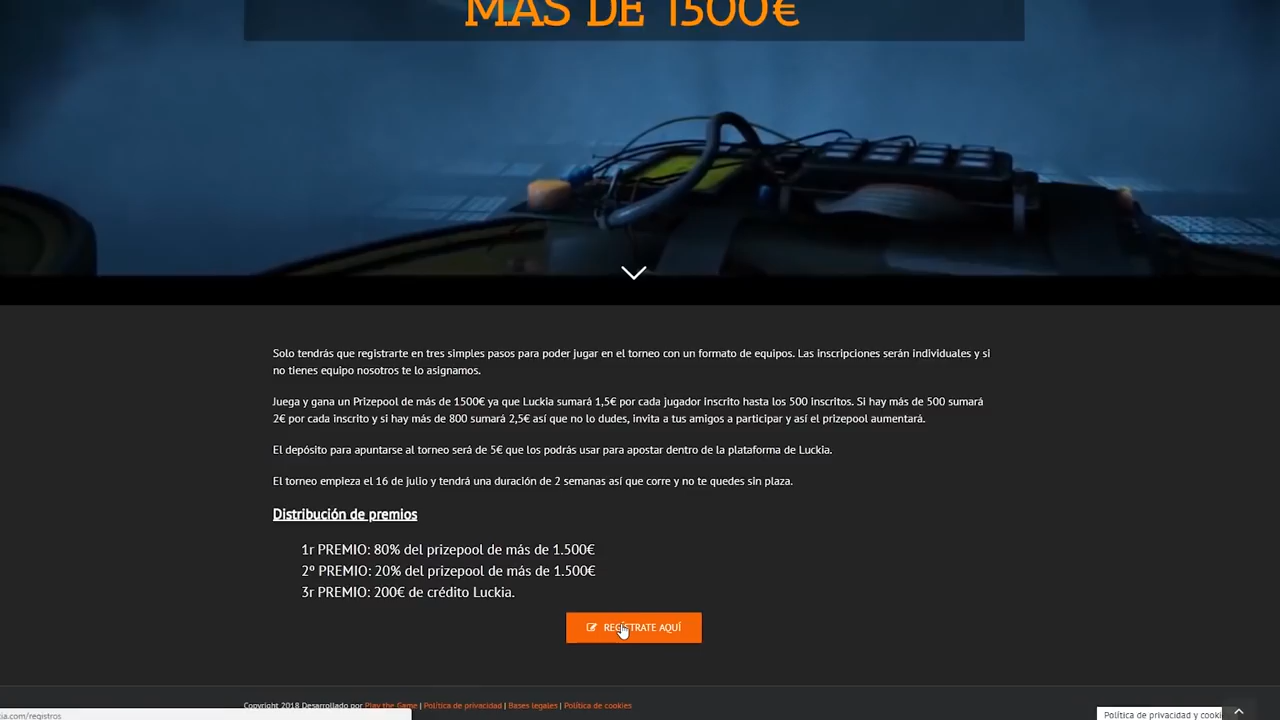 MÁS DE 1500€
Solo tendrás que registrarte en tres simples pasos para poder jugar en el torneo con un formato de equipos. Las inscripciones serán individuales y si
no tienes equipo nosotros te lo asignamos.
Juega y gana un Prizepool de más de 1500€ ya que Luckia sumará 1,5€ por cada jugador inscrito hasta los 500 inscritos. Si hay más de 500 sumará
2€ por cada inscrito y si hay más de 800 sumará 2,5€ así que no lo dudes, invita a tus amigos a participar y así el prizepool aumentará.
El depósito para apuntarse al torneo será de 5€ que los podrás usar para apostar dentro de la plataforma de Luckia.
El torneo empieza el 16 de julio y tendrá una duración de 2 semanas así que corre y no te quedes sin plaza.
Distribución de premios
1r PREMIO: 80% del prizepool de más de 1.500€
2º PREMIO: 20% del prizepool de más de 1.500€
3r PREMIO: 200€ de crédito Luckia.
REGÍSTRATE AQUÍ
Copyright 2018 Desarrollado por Play the Game | Política de privacidad | Bases legales | Política de cookies
ia.com/registros
Política de privacidad y cooki